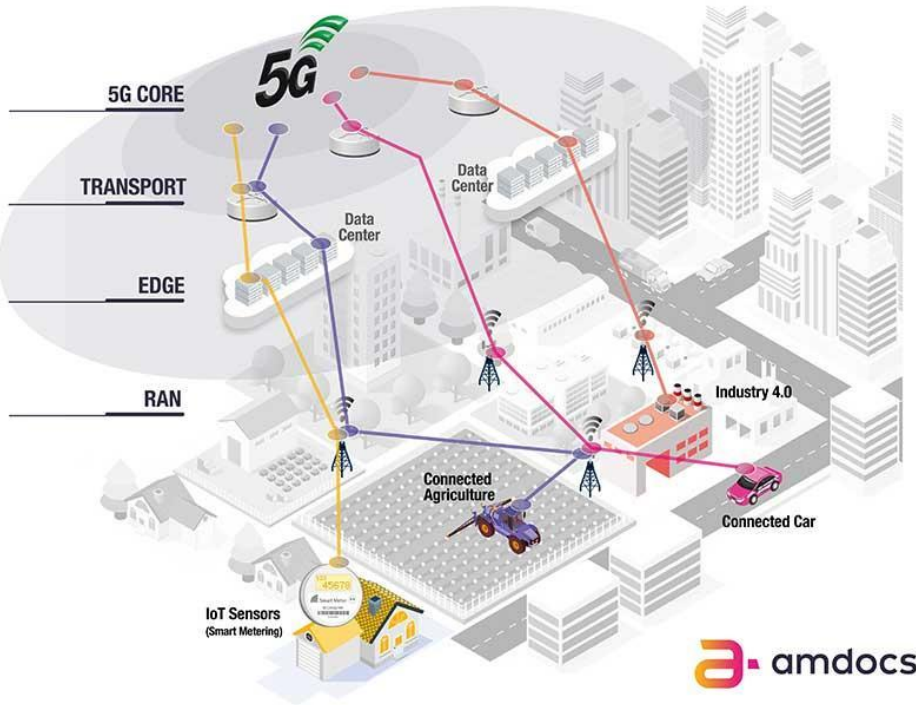 5G
5G CORE
TRANSPORT
EDGE
RAN
Data
Center
Data
Center
Industry 4.0
Connected
Agriculture
Connected Car
45678
Smart Meter
IoT Sensors
(Smart Metering)
amdocs